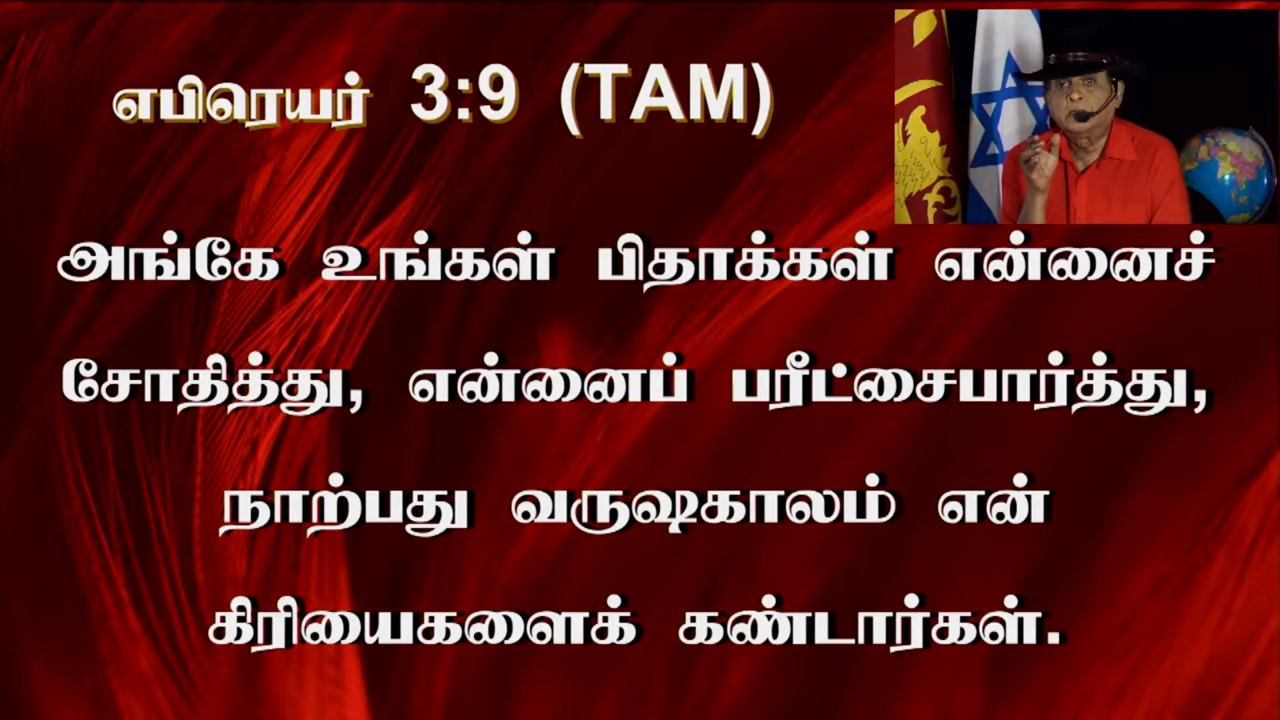 எபிரெயர் 3:9 (TAM)
அங்கே உங்கள் பிதாக்கள் என்னைச்
சோதித்து, என்னைப் பரீட்சைபார்த்து,
நாற்பது வருஷகாலம் என்
கிரியைகளைக் கண்டார்கள்.